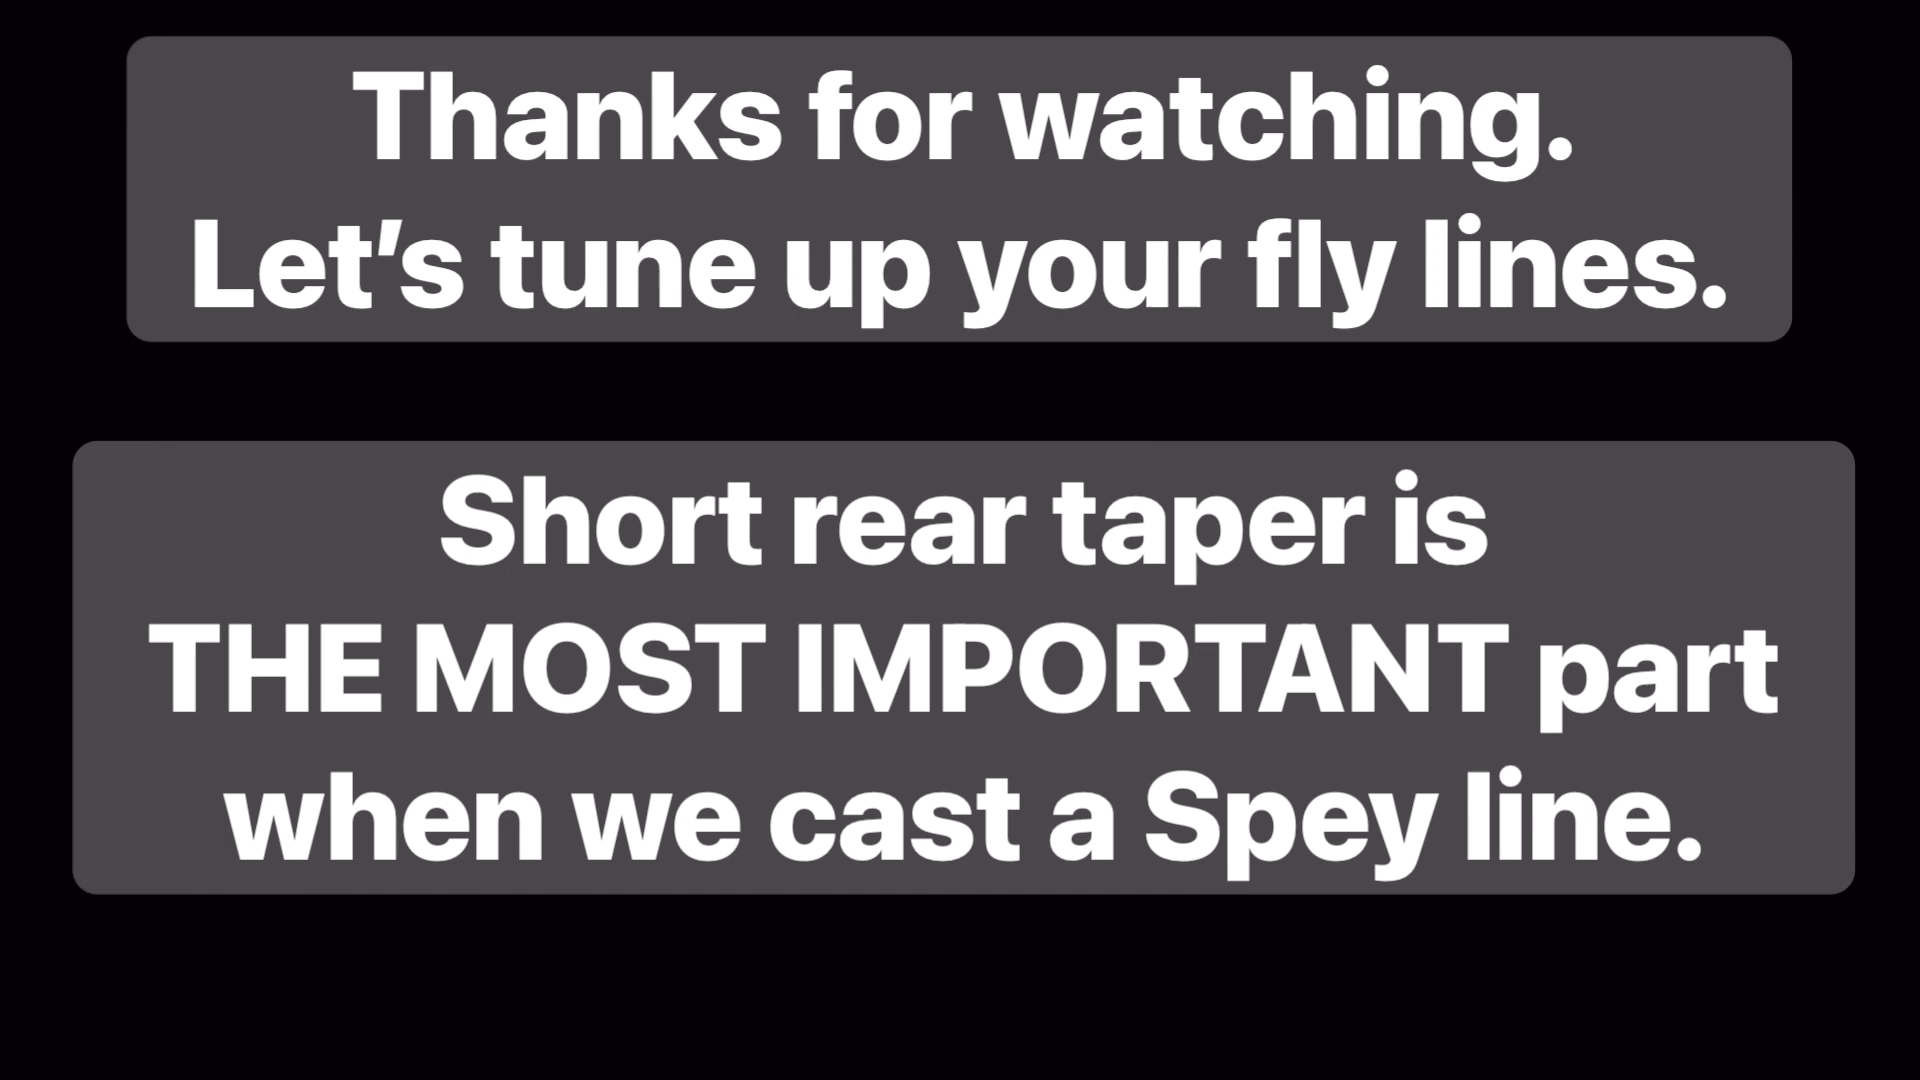 Thanks for watching.
Let’s tune up your fly lines.
Short rear taper is
THE MOST IMPORTANT part
when we cast a Spey line.